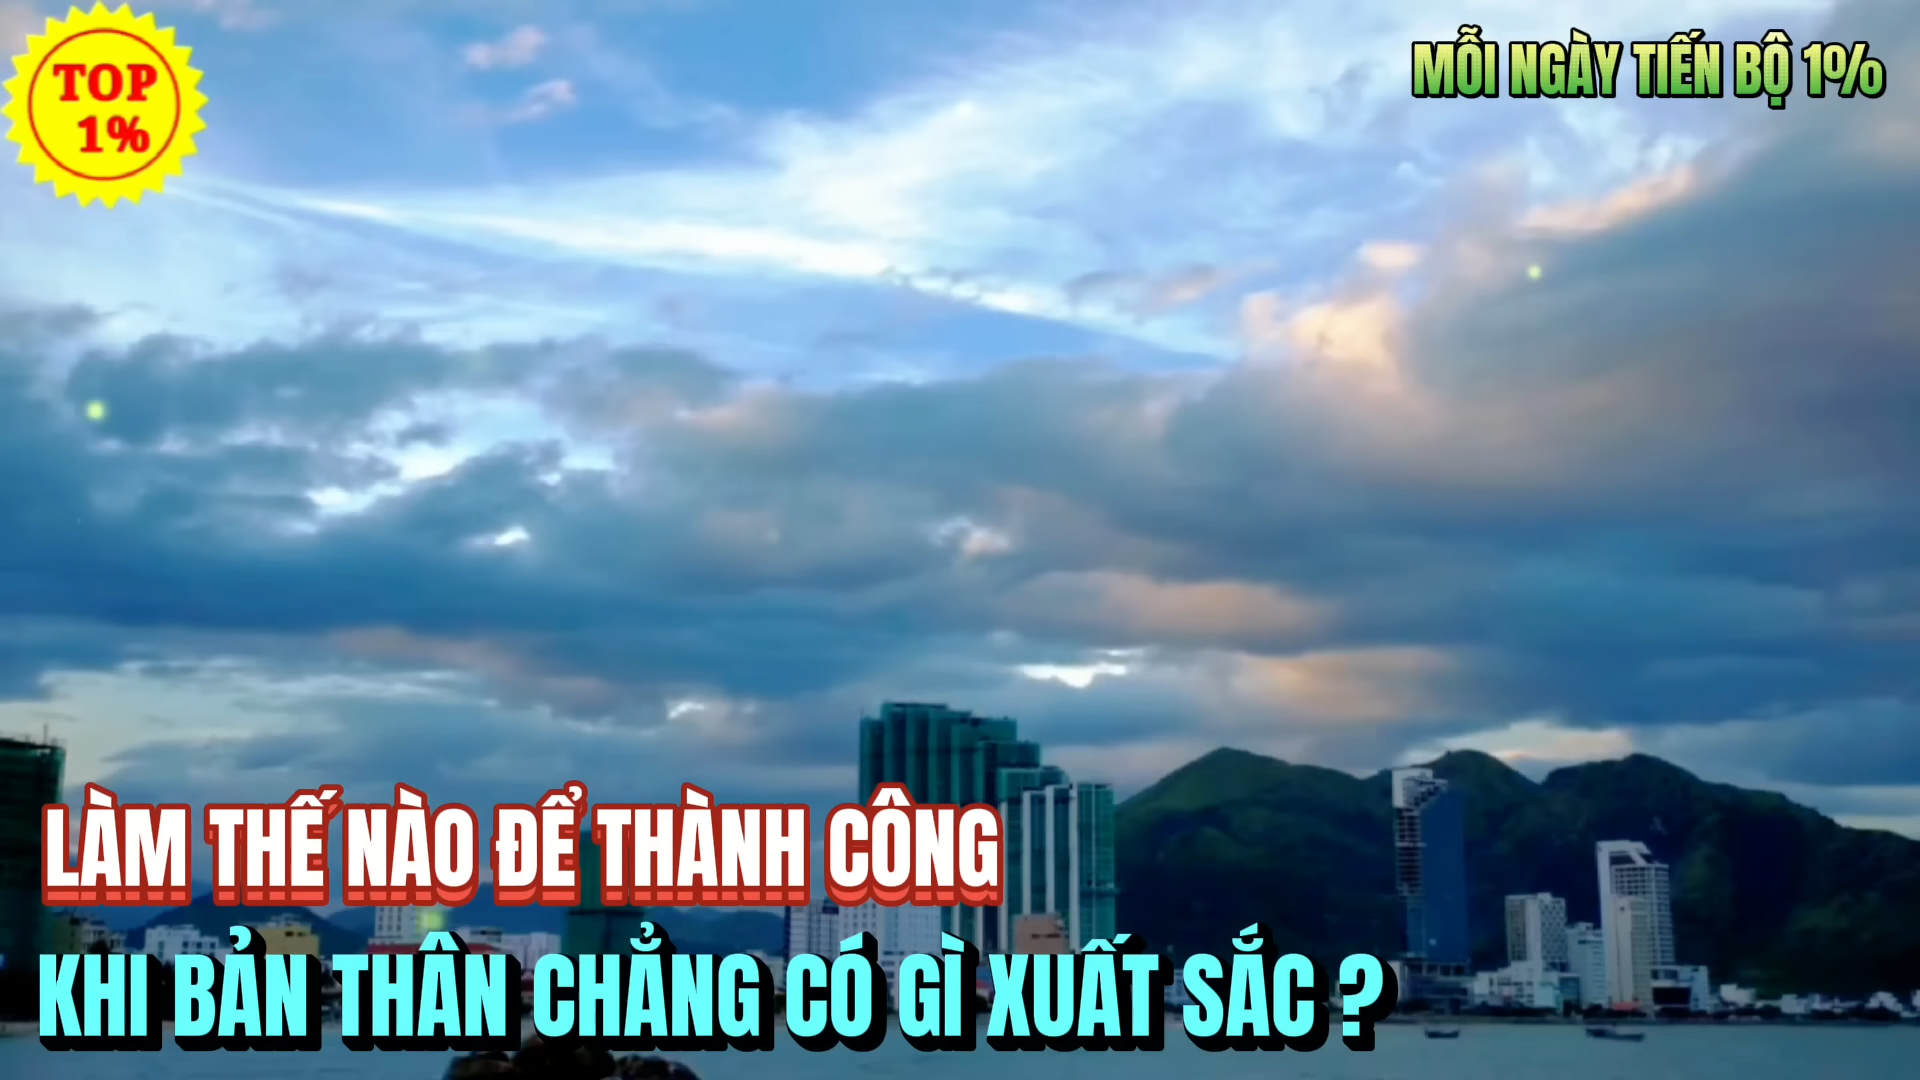 TOP
1%
MỖI NGÀY TIẾN BỘ 1%
LÀM THẾ NÀO ĐỂ THÀNH CÔNG
KHI BẢN THÂN CHẲNG CÓ GÌ XUẤT SẮC ?